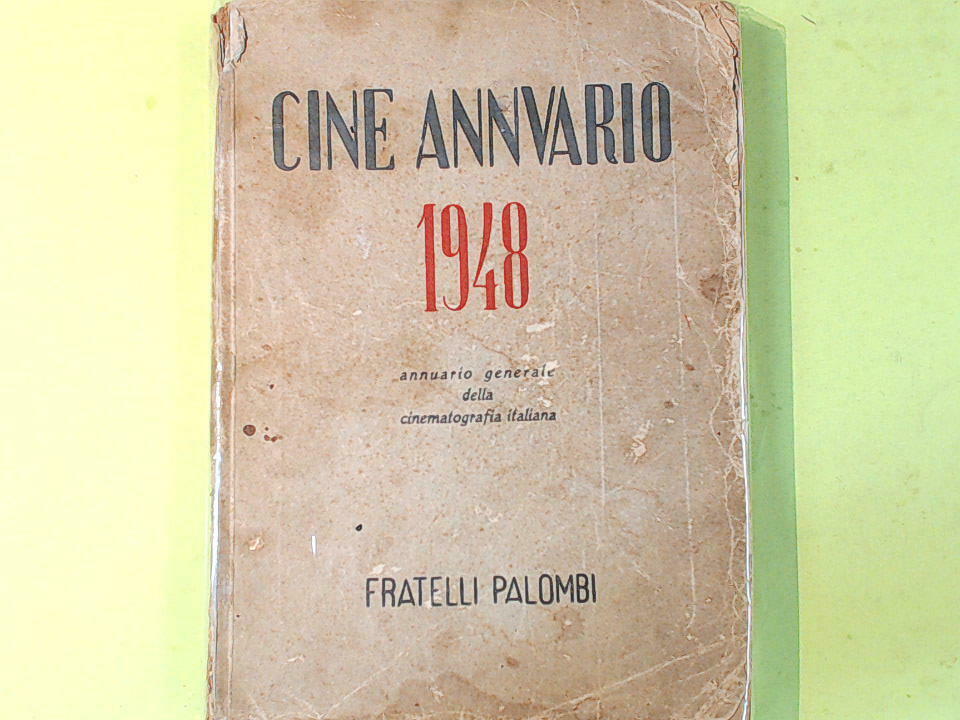 CINE ANNVARIO
1948
annuario generale
della
cinematografia italiana
FRATELLI PALOMBI